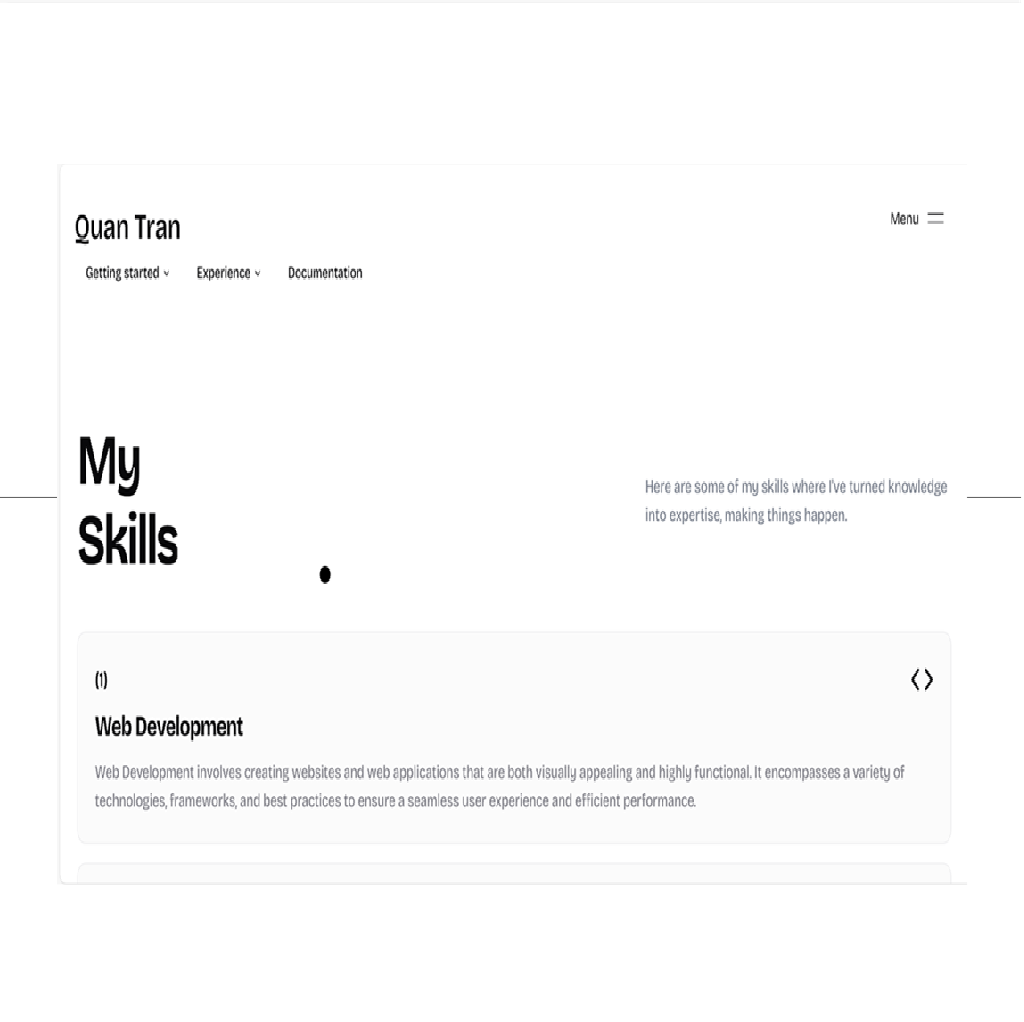 Quan Tran
Menu
Getting started
Experience
Documentation
My
Skills
Here are some of my skills where I've turned knowledge
into expertise, making things happen.
(1)
Web Development
Web Development involves creating websites and web applications that are both visually appealing and highly functional. It encompasses a variety of
technologies, frameworks, and best practices to ensure a seamless user experience and efficient performance.